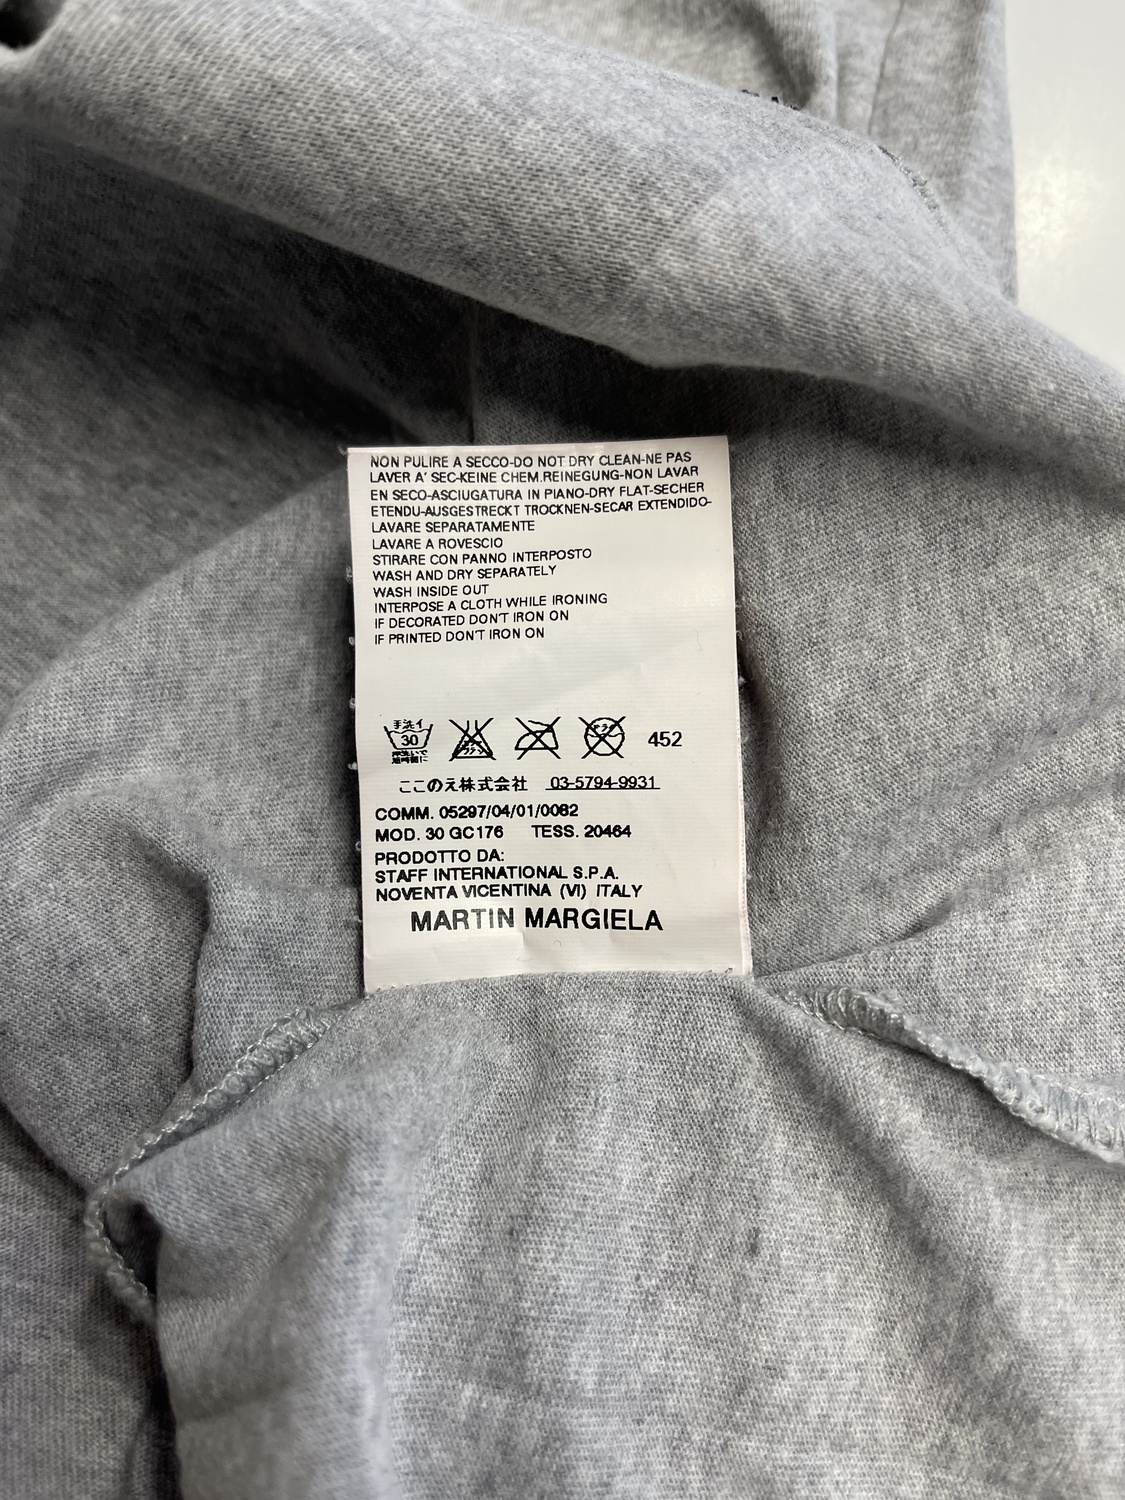 NON PULIRE A SECCO-DO NOT DRY CLEAN-NE PAS
LAVER A' SEC-KEINE CHEM.REINEGUNG-NON LAVAR
EN SECO-ASCIUGATURA IN PIANO-DRY FLAT-SECHER
ETENDU-AUSGESTRECKT TROCKNEN-SECAR EXTENDIDO-
LAVARE SEPARATAMENTE
LAVARE A ROVESCIO
STIRARE CON PANNO INTERPOSTO
WASH AND DRY SEPARATELY
WASH INSIDE OUT
INTERPOSE A CLOTH WHILE IRONING
IF DECORATED DON'T IRON ON
IF PRINTED DON'T IRON ON
手洗イ
30
452
ここのえ株式会社 03-5794-9931
COMM. 05297/04/01/0082
MOD. 30 GC176 TESS. 20464
PRODOTTO DA:
STAFF INTERNATIONAL S.P.A.
NOVENTA VICENTINA (VI) ITALY
MARTIN MARGIELA